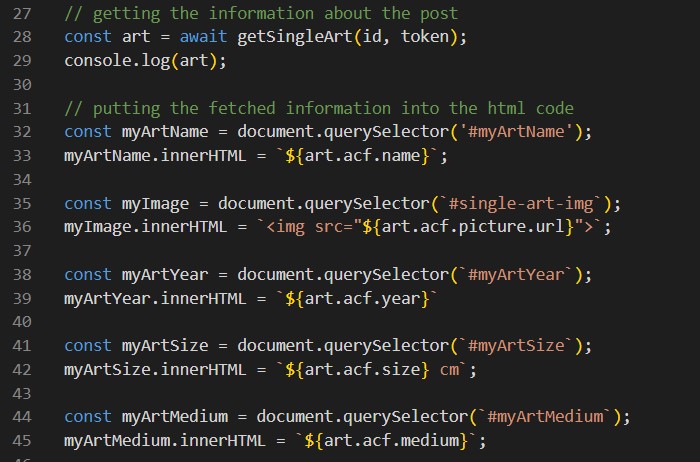 27 // getting the information about the post
28 const art = await getSingleArt(id, token);
29 console.log(art);
30
31 // putting the fetched information into the html code
32 const myArtName = document.querySelector('#myArtName');
33 myArtName.innerHTML = `${art.acf.name}`;
34
35 const myImage = document.querySelector(`#single-art-img`);
36 myImage.innerHTML = `<img src="${art.acf.picture.url}">`;
37
38 const myArtYear = document.querySelector(`#myArtYear`);
39 myArtYear.innerHTML = `${art.acf.year}`
40
41 const myArtSize = document.querySelector(`#myArtSize`);
42 myArtSize.innerHTML = `${art.acf.size} cm`;
43
44 const myArtMedium = document.querySelector(`#myArtMedium`);
45 myArtMedium.innerHTML = `${art.acf.medium}`;